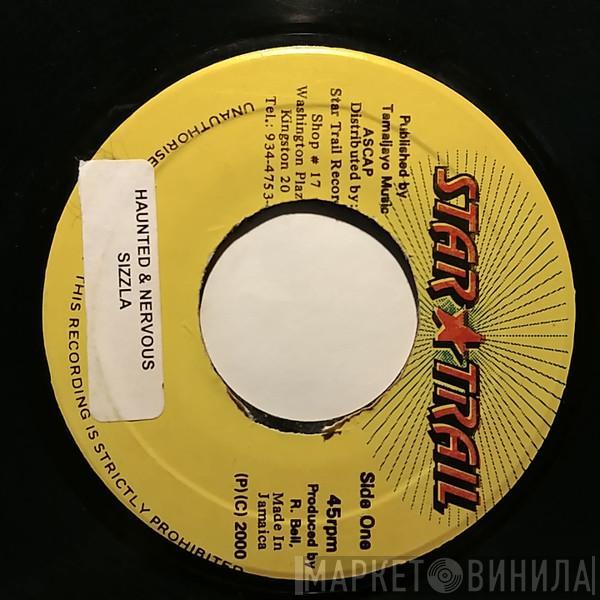 STAR TRAIL
Published by
Tamaijayo Music
ASCAP
Distributed by:
Star Trail Recor
Shop # 17
Washington Plaz
Kingston 20
Tel.: 934-4753-
Side One
45rpm
Produced by
R. Bell,
Made In
Jamaica
(P)(C) 2000
UNAUTHORISE
THIS RECORDING IS STRICTLY PROHIBITED
HAUNTED & NERVOUS
SIZZLA
МАРКЕТ ВИНИЛА